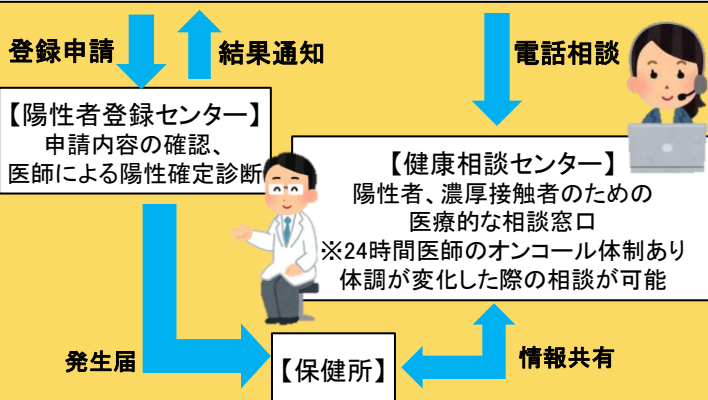 登録申請
結果通知
電話相談
【陽性者登録センター】
申請内容の確認、
医師による陽性確定診断
【健康相談センター】
陽性者、濃厚接触者のための
医療的な相談窓口
※24時間医師のオンコール体制あり
体調が変化した際の相談が可能
発生届
【保健所】
情報共有